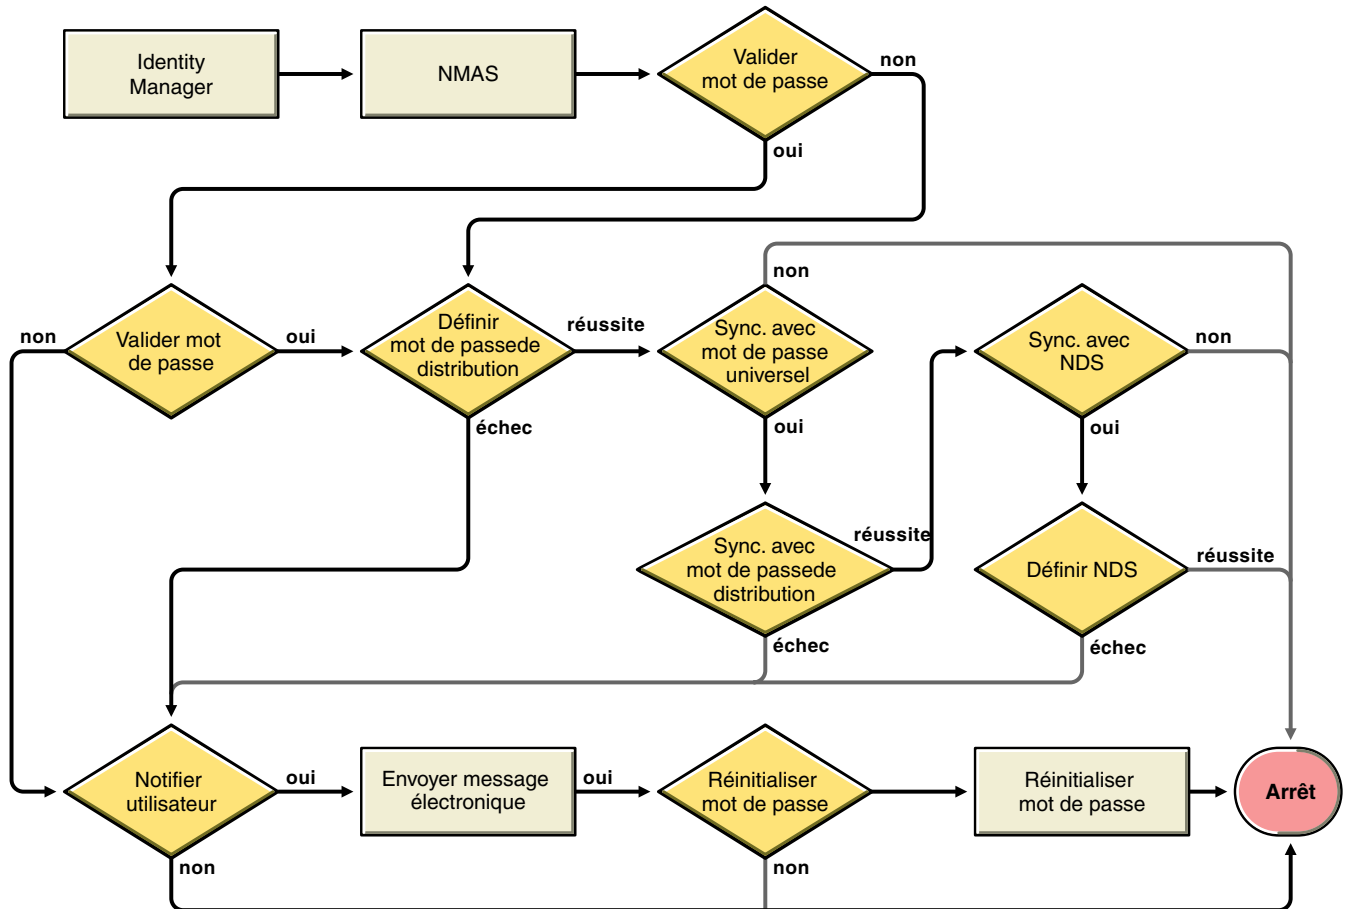 Identity
Manager
NMAS
Valider
mot de passe
non
oui
non
Valider mot
de passe
oui
Définir
mot de passede
distribution
réussite
échec
non
Sync. avec
mot de passe
universel
oui
Sync. avec
NDS
non
oui
Sync. avec
mot de passede
distribution
réussite
échec
Définir NDS
réussite
échec
Notifier
utilisateur
oui
non
Envoyer message
électronique
oui
Réinitialiser
mot de passe
non
Réinitialiser
mot de passe
Arrêt